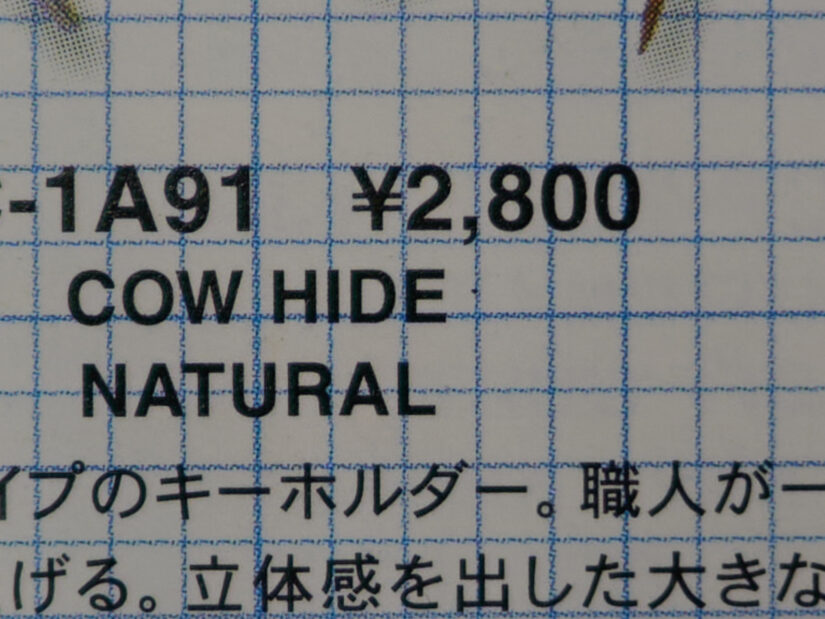 -1A91 ¥2,800
COW HIDE
NATURAL
イプのキーホルダー。職人が一
げる。立体感を出した大きな